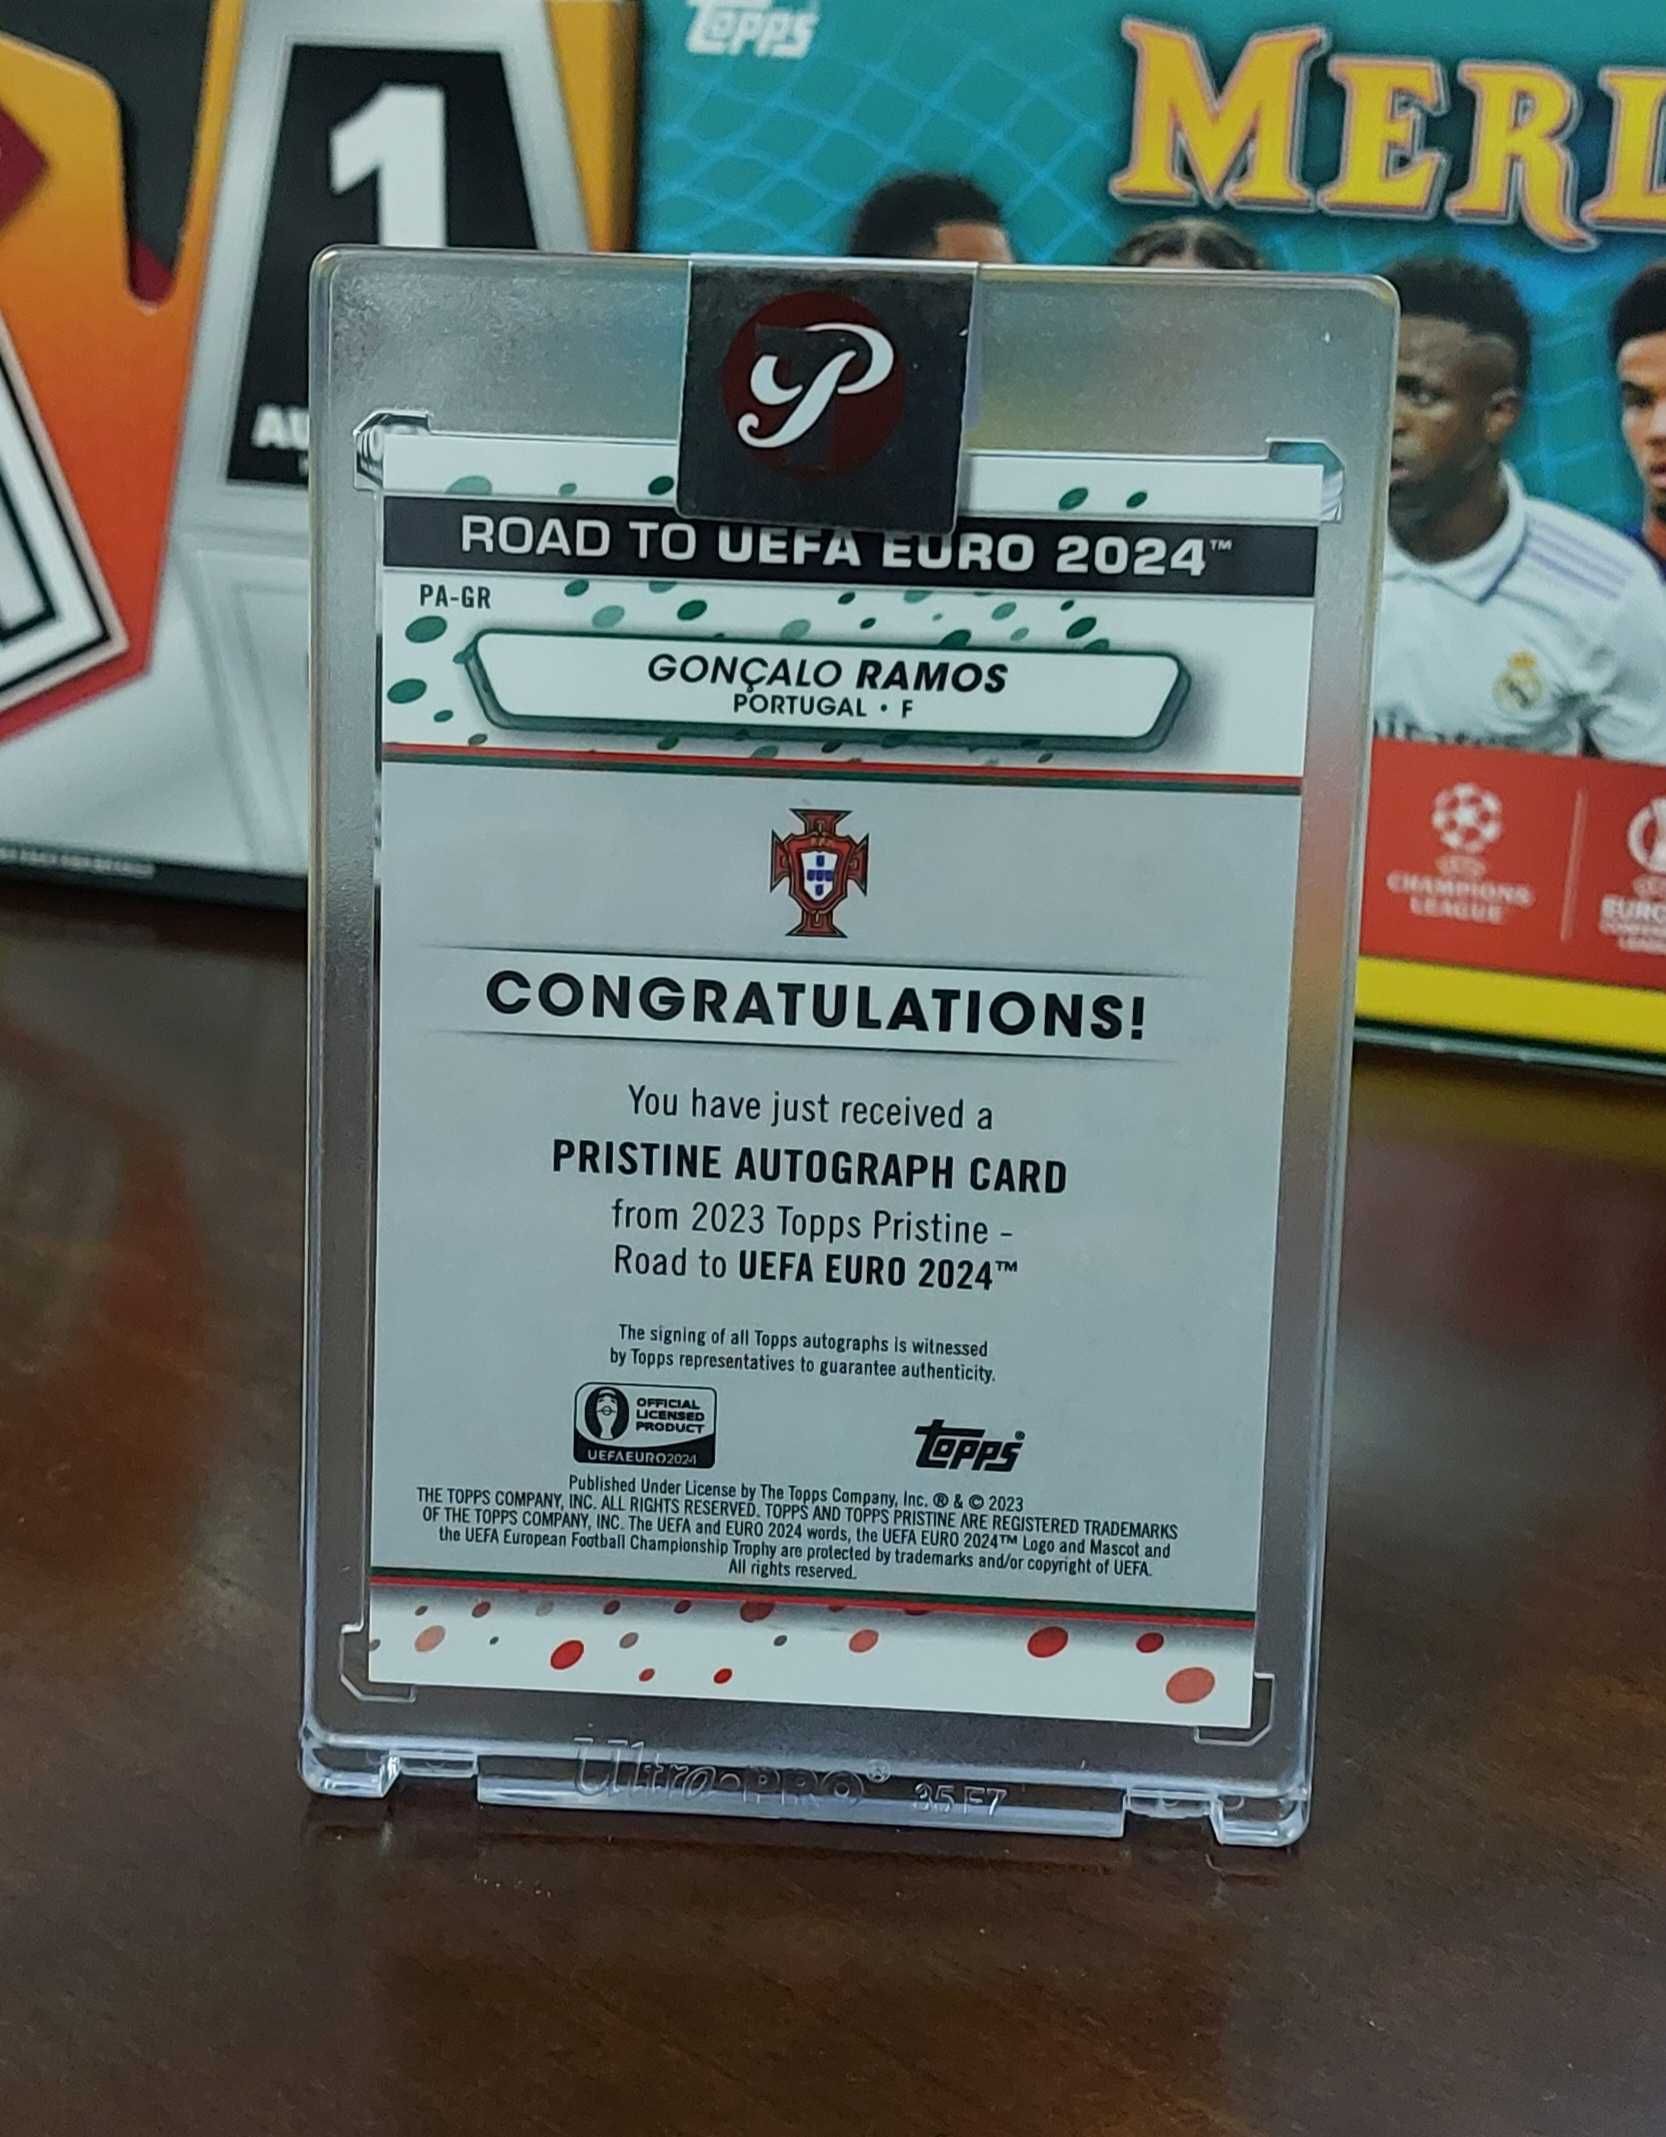 TOPPS
MERL
1
AU
ROAD TO UEFA EURO 2024™
PA-GR
GONÇALO RAMOS
PORTUGAL • F
CHAMPIONS
LEAGUE
CONGRATULATIONS!
You have just received a
PRISTINE AUTOGRAPH CARD
from 2023 Topps Pristine -
Road to UEFA EURO 2024™
The signing of all Topps autographs is witnessed
by Topps representatives to guarantee authenticity.
OFFICIAL
LICENSED
PRODUCT
UEFAEURO2024
Topps®
Published Under License by The Topps Company, Inc. ® & © 2023
THE TOPPS COMPANY, INC. ALL RIGHTS RESERVED. TOPPS AND TOPPS PRISTINE ARE REGISTERED TRADEMARKS
OF THE TOPPS COMPANY, INC. The UEFA and EURO 2024 words, the UEFA EURO 2024™ Logo and Mascot and
the UEFA European Football Championship Trophy are protected by trademarks and/or copyright of UEFA.
All rights reserved.
Ultra•PRO® 35F7